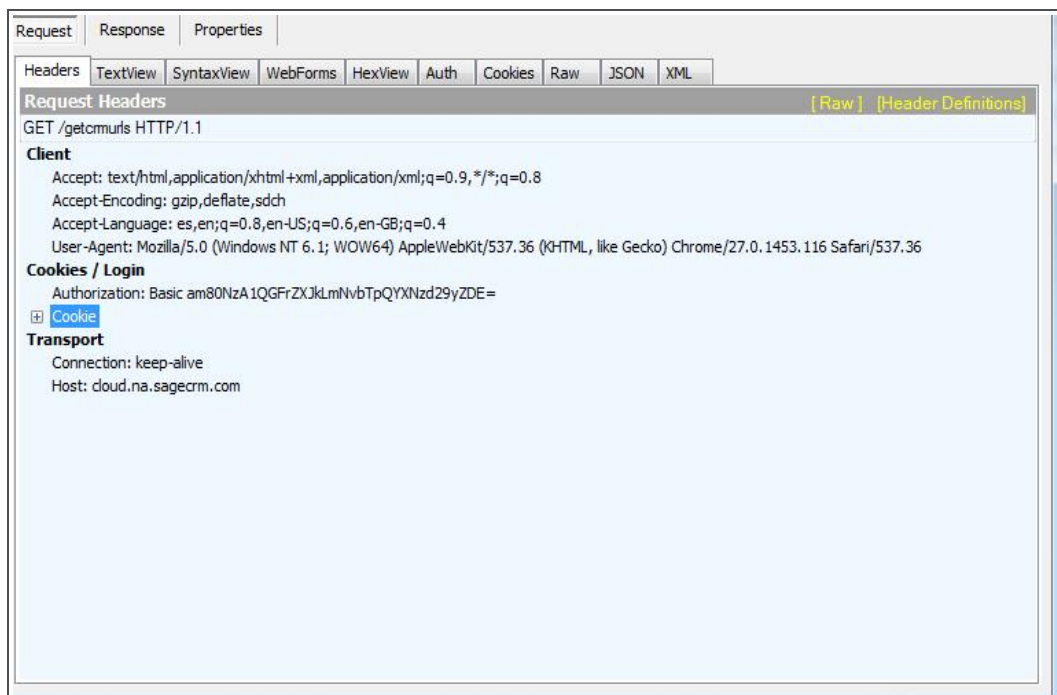 Request Response Properties
Headers TextView SyntaxView WebForms HexView Auth Cookies Raw JSON XML
Request Headers [ Raw ] [Header Definitions]
GET /getcrmurls HTTP/1.1
Client
Accept: text/html,application/xhtml+xml,application/xml;q=0.9,*/*;q=0.8
Accept-Encoding: gzip,deflate,sdch
Accept-Language: es,en;q=0.8,en-US;q=0.6,en-GB;q=0.4
User-Agent: Mozilla/5.0 (Windows NT 6.1; WOW64) AppleWebKit/537.36 (KHTML, like Gecko) Chrome/27.0.1453.116 Safari/537.36
Cookies / Login
Authorization: Basic am80NzA1QGFrZXJkLmNvbTpQYXNzd29yZDE=
Cookie
Transport
Connection: keep-alive
Host: cloud.na.sagecrm.com